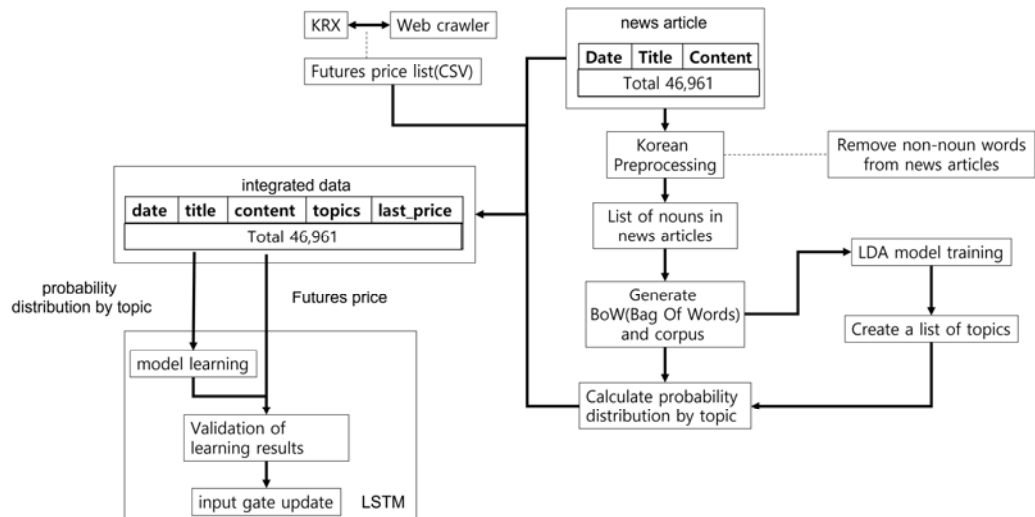 KRX
Web crawler
Futures price list(CSV)
news article
Date Title Content
Total 46,961
Korean
Preprocessing
Remove non-noun words
from news articles
List of nouns in
news articles
integrated data
date title content topics last_price
Total 46,961
LDA model training
Generate
BoW(Bag Of Words)
and corpus
Create a list of topics
Calculate probability
distribution by topic
probability
distribution by topic
Futures price
model learning
Validation of
learning results
input gate update
LSTM